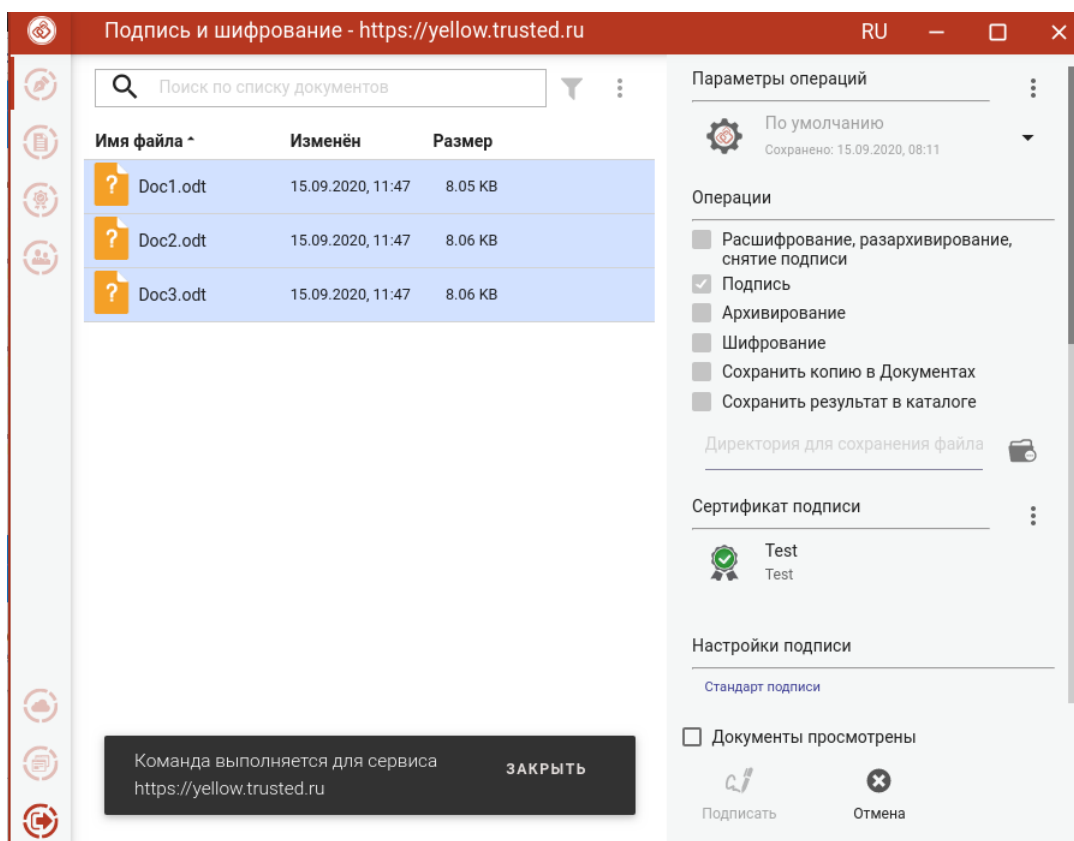 Подпись и шифрование - https://yellow.trusted.ru
RU
Поиск по списку документов
Имя файла Изменён Размер
? Doc1.odt 15.09.2020, 11:47 8.05 KB
? Doc2.odt 15.09.2020, 11:47 8.06 KB
? Doc3.odt 15.09.2020, 11:47 8.06 KB
Команда выполняется для сервиса
https://yellow.trusted.ru
ЗАКРЫТЬ
Параметры операций
По умолчанию
Сохранено: 15.09.2020, 08:11
Операции
Расшифрование, разархивирование,
снятие подписи
Подпись
Архивирование
Шифрование
Сохранить копию в Документах
Сохранить результат в каталоге
Директория для сохранения файла
Сертификат подписи
Test
Test
Настройки подписи
Стандарт подписи
Документы просмотрены
Подписать
Отмена